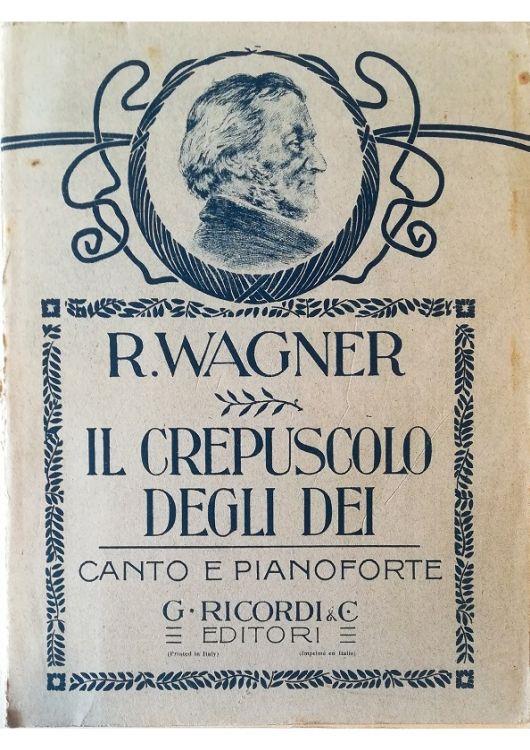 R. WAGNER
IL CREPUSCOLO
DEGLI DEI
CANTO E PIANOFORTE
G · RICORDI & C.
EDITORI
(Printed in Italy) (Imprimé en Italie)